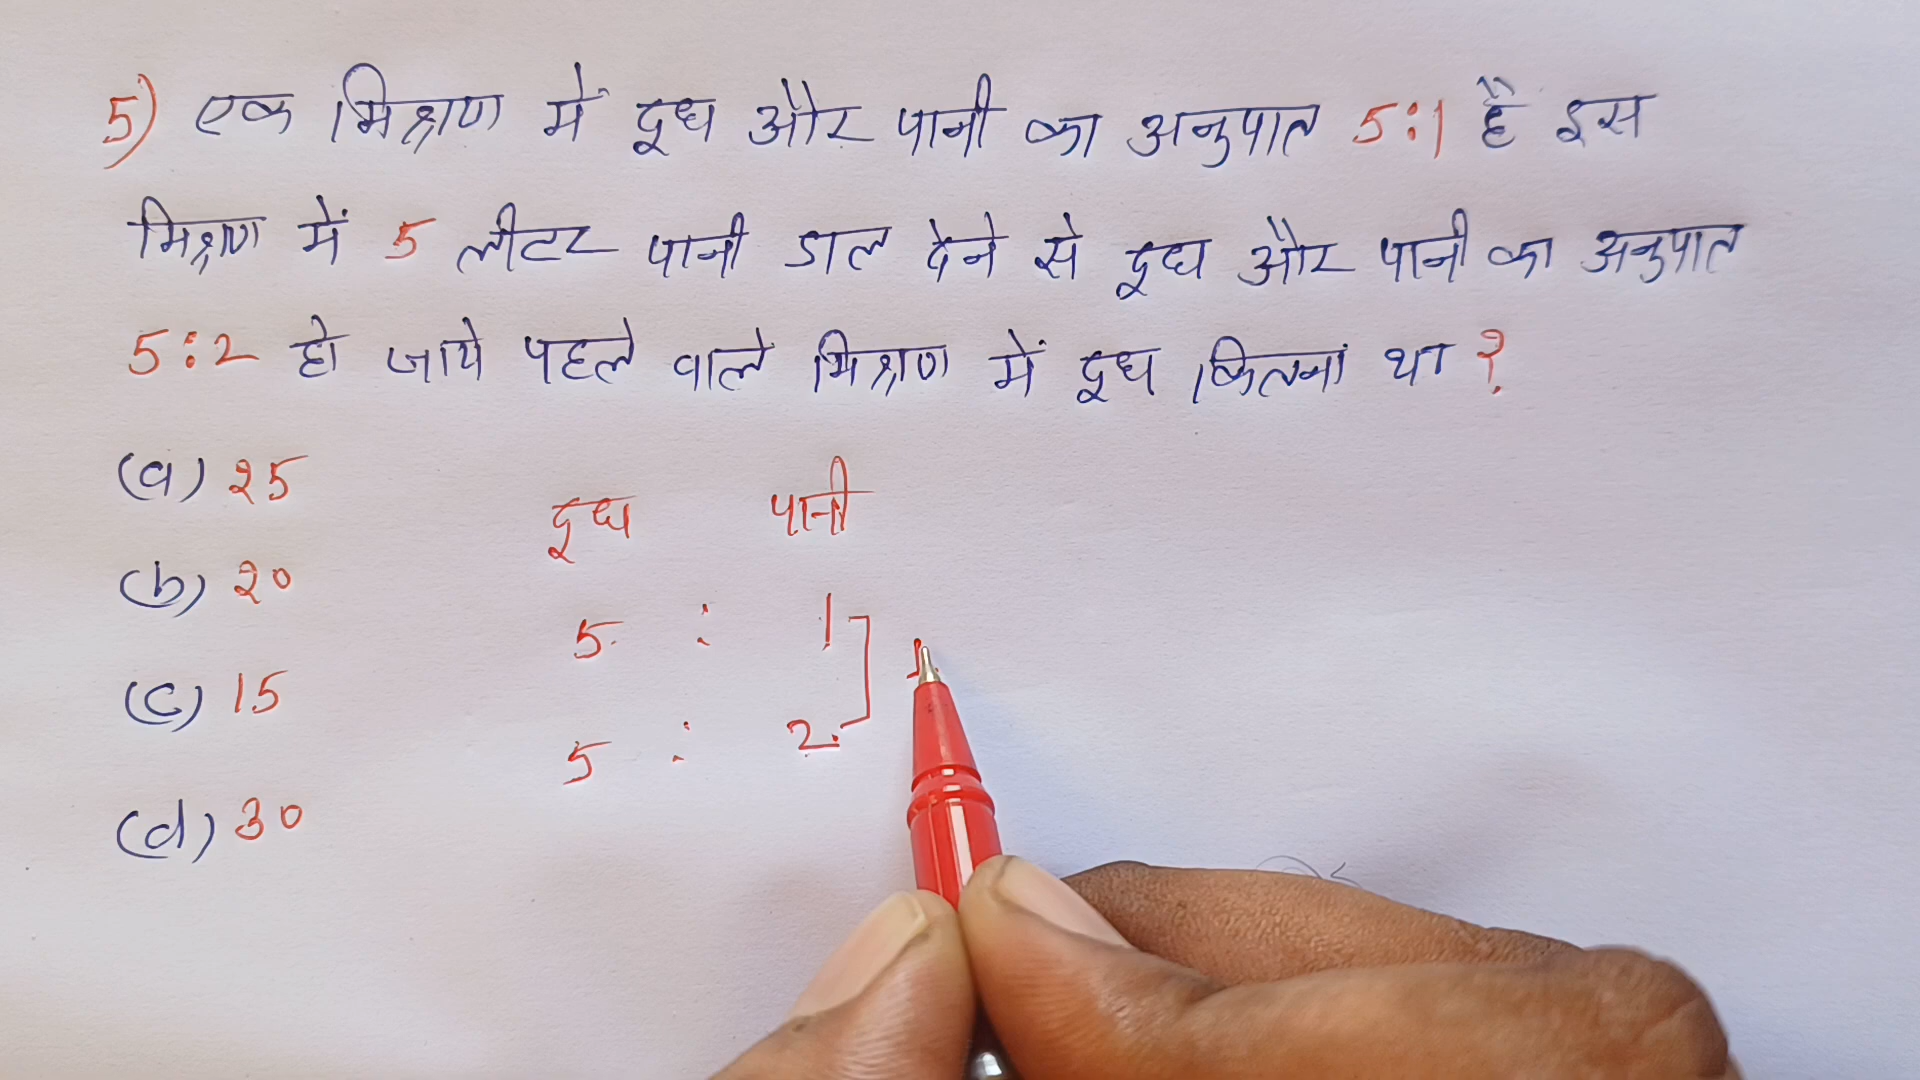 5) एक मिश्रण में दूध और पानी का अनुपात 5:1 है इस
मिश्रण में 5 लीटर पानी डाल देने से दूध और पानी का अनुपात
5:2 हो जाये पहले वाले मिश्रण में दूध कितना था ?
(a) 25
(b) 20
(c) 15
(d) 30
दूध पानी
5 : 1
5 : 2
1